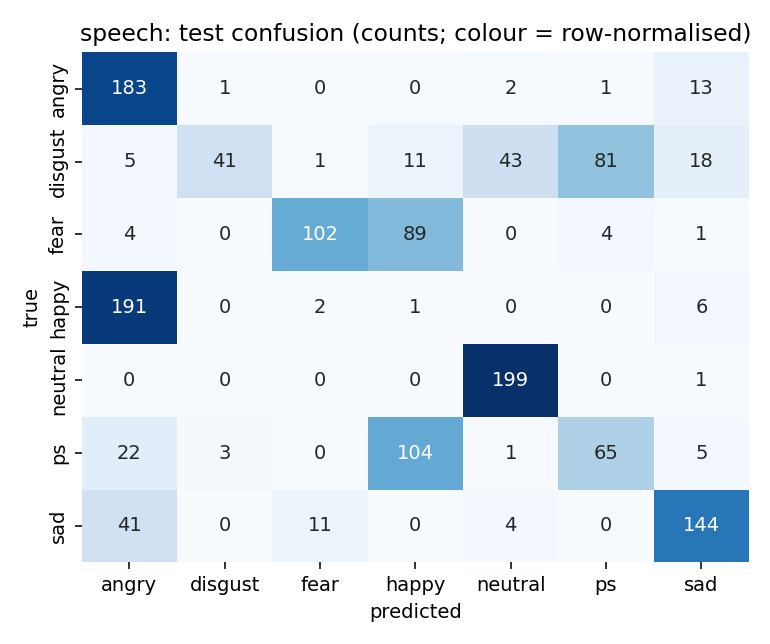 speech: test confusion (counts; colour = row-normalised)
true
angry 183 1 0 0 2 1 13
disgust 5 41 1 11 43 81 18
fear 4 0 102 89 0 4 1
happy 191 0 2 1 0 0 6
neutral 0 0 0 0 199 0 1
ps 22 3 0 104 1 65 5
sad 41 0 11 0 4 0 144
angry disgust fear happy neutral ps sad
predicted